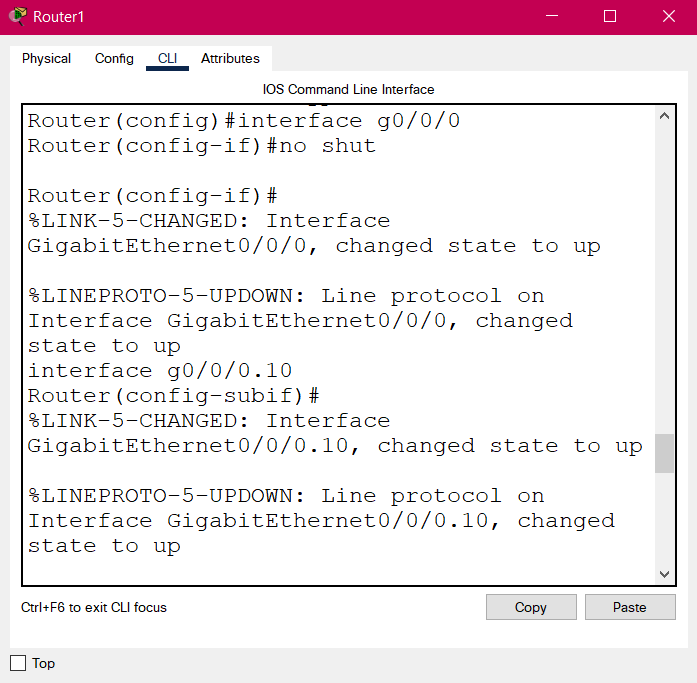 Router1
Physical Config CLI Attributes
IOS Command Line Interface
Router(config)#interface g0/0/0
Router(config-if)#no shut
Router(config-if)#
%LINK-5-CHANGED: Interface
GigabitEthernet0/0/0, changed state to up
%LINEPROTO-5-UPDOWN: Line protocol on
Interface GigabitEthernet0/0/0, changed
state to up
interface g0/0/0.10
Router(config-subif)#
%LINK-5-CHANGED: Interface
GigabitEthernet0/0/0.10, changed state to up
%LINEPROTO-5-UPDOWN: Line protocol on
Interface GigabitEthernet0/0/0.10, changed
state to up
Ctrl+F6 to exit CLI focus
Copy Paste
Top